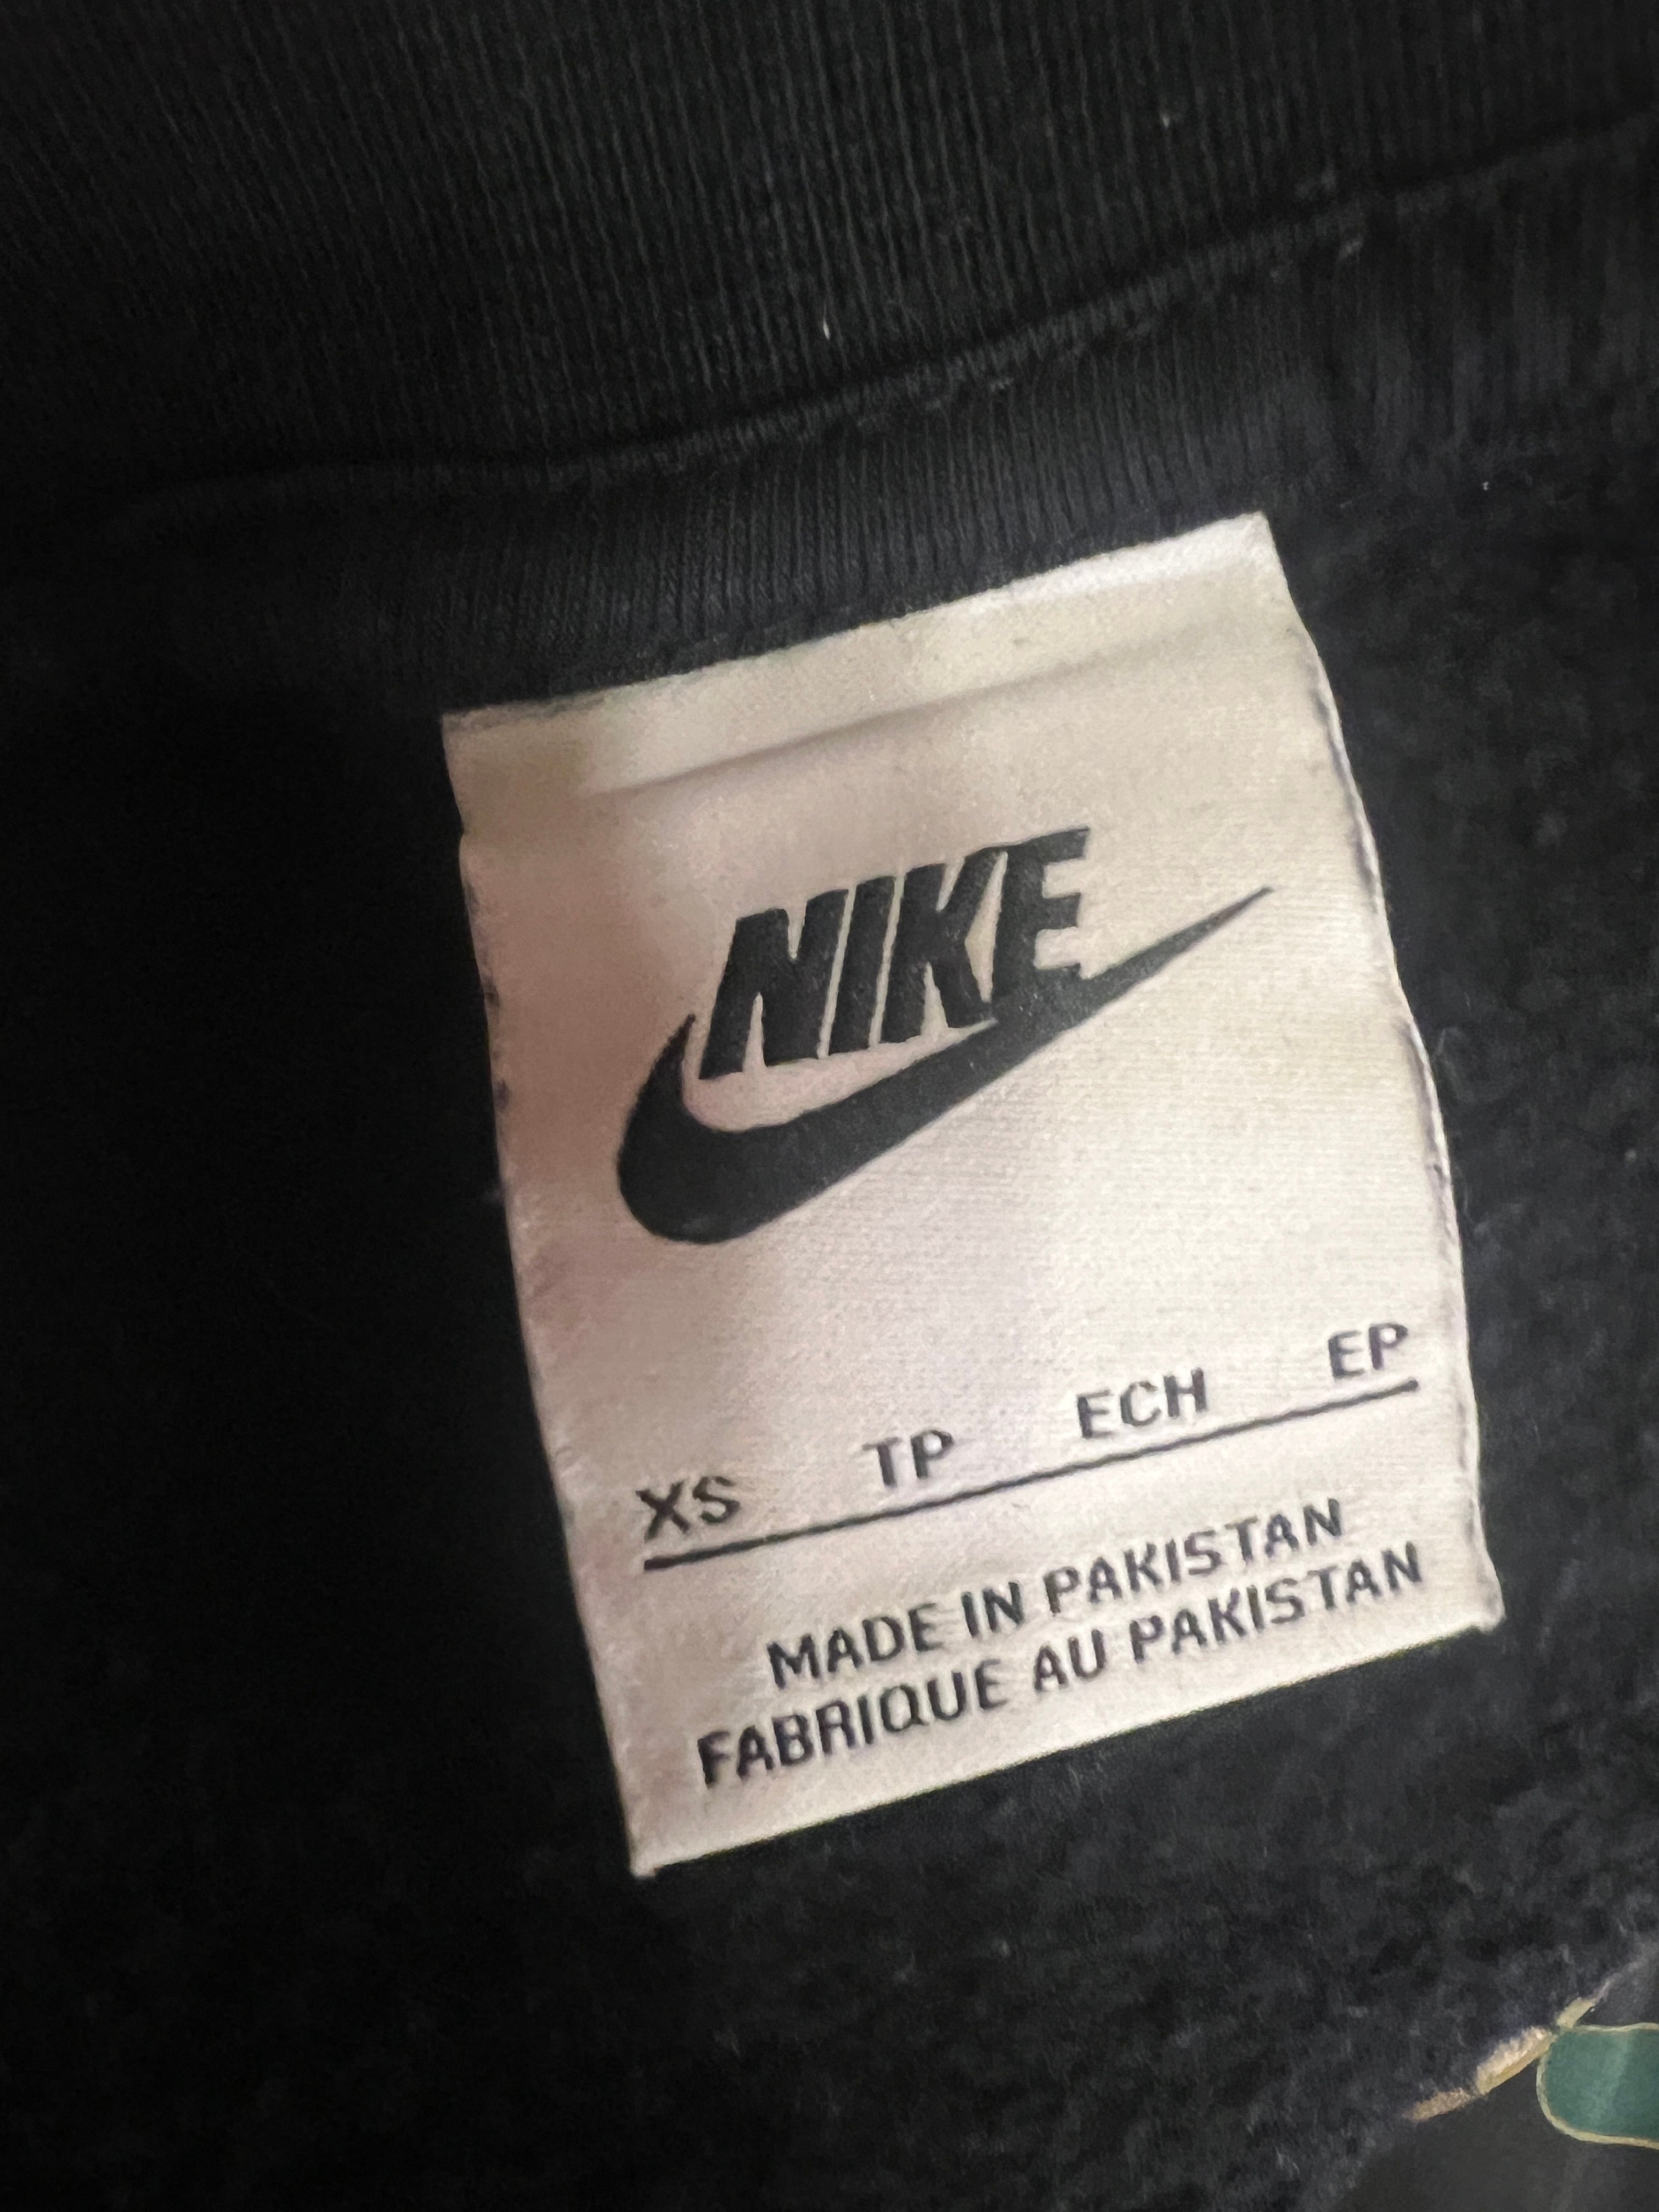 NIKE
XS TP ECH EP
MADE IN PAKISTAN
FABRIQUE AU PAKISTAN